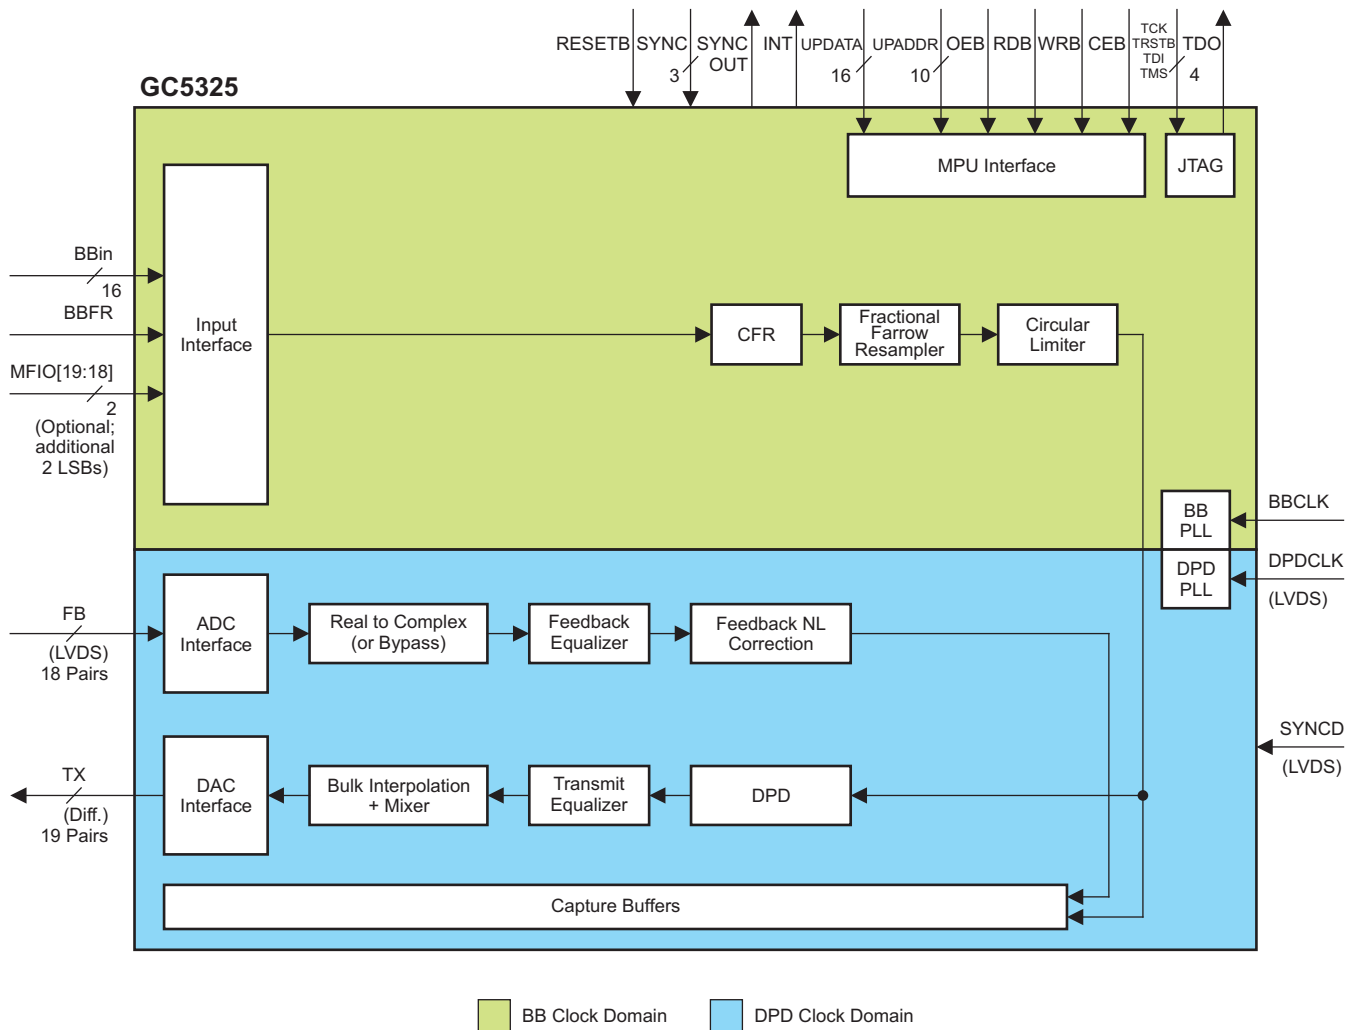 RESETB
SYNC
3
SYNC
OUT
INT
UPDATA
16
UPADDR
10
OEB
RDB
WRB
CEB
TCK
TRSTB
TDI
TMS
4
TDO
GC5325
MPU Interface
JTAG
BBin
16
BBFR
MFIO[19:18]
2
(Optional;
additional
2 LSBs)
Input
Interface
CFR
Fractional
Farrow
Resampler
Circular
Limiter
BB
PLL
BBCLK
DPD
PLL
DPDCLK
(LVDS)
FB
(LVDS)
18 Pairs
ADC
Interface
Real to Complex
(or Bypass)
Feedback
Equalizer
Feedback NL
Correction
SYNCD
(LVDS)
TX
(Diff.)
19 Pairs
DAC
Interface
Bulk Interpolation
+ Mixer
Transmit
Equalizer
DPD
Capture Buffers
BB Clock Domain
DPD Clock Domain